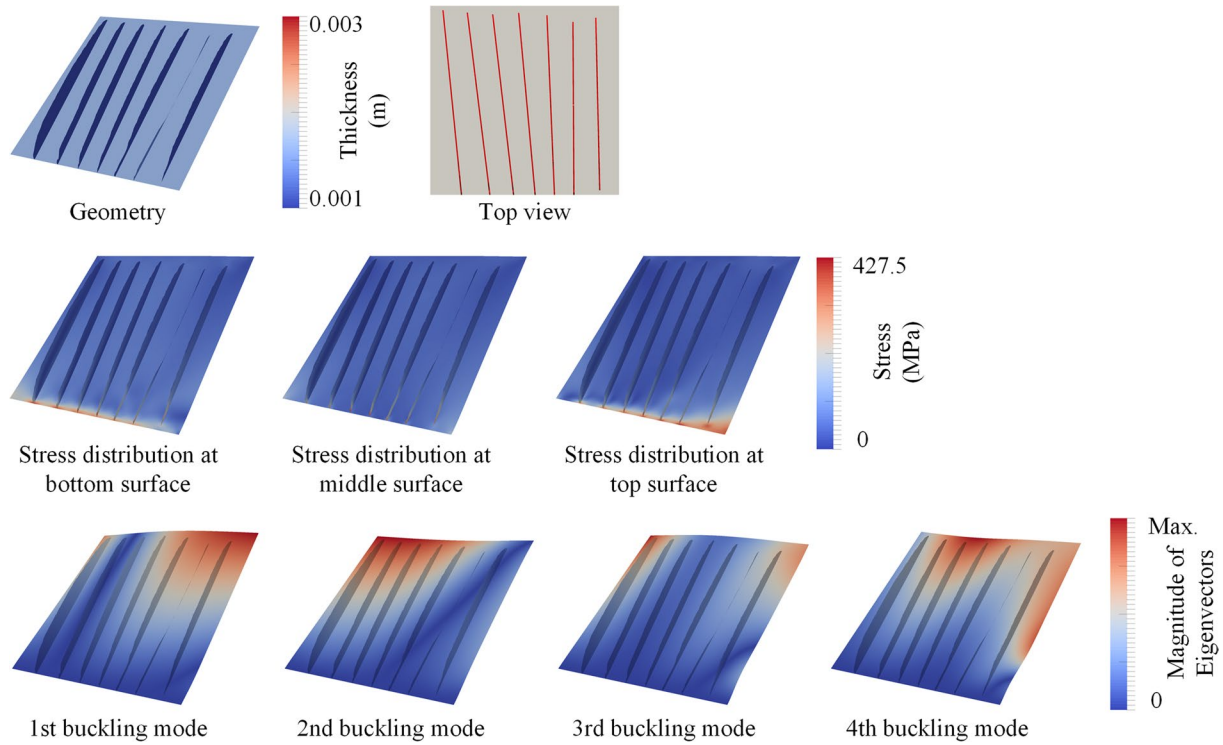 0.003
Thickness
(m)
0.001
Geometry
Top view
427.5
Stress
(MPa)
0
Stress distribution at
bottom surface
Stress distribution at
middle surface
Stress distribution at
top surface
Max.
Magnitude of
Eigenvectors
0
1st buckling mode
2nd buckling mode
3rd buckling mode
4th buckling mode